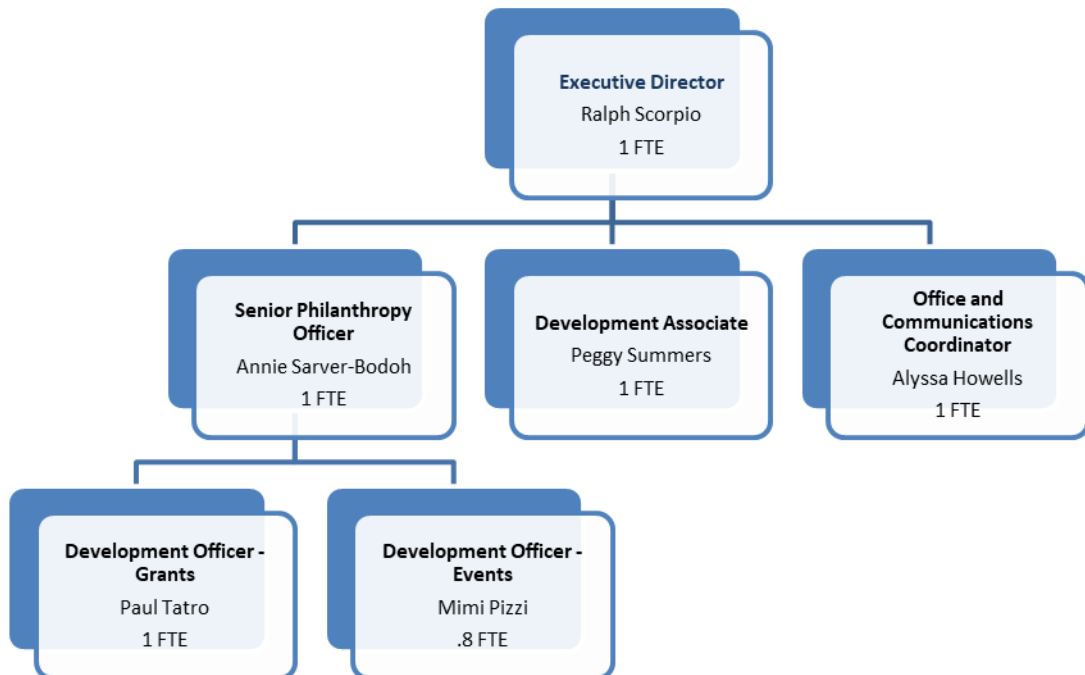 Executive Director
Ralph Scorpio
1 FTE
Senior Philanthropy
Officer
Annie Sarver-Bodoh
1 FTE
Development Associate
Peggy Summers
1 FTE
Office and
Communications
Coordinator
Alyssa Howells
1 FTE
Development Officer -
Grants
Paul Tatro
1 FTE
Development Officer -
Events
Mimi Pizzi
.8 FTE